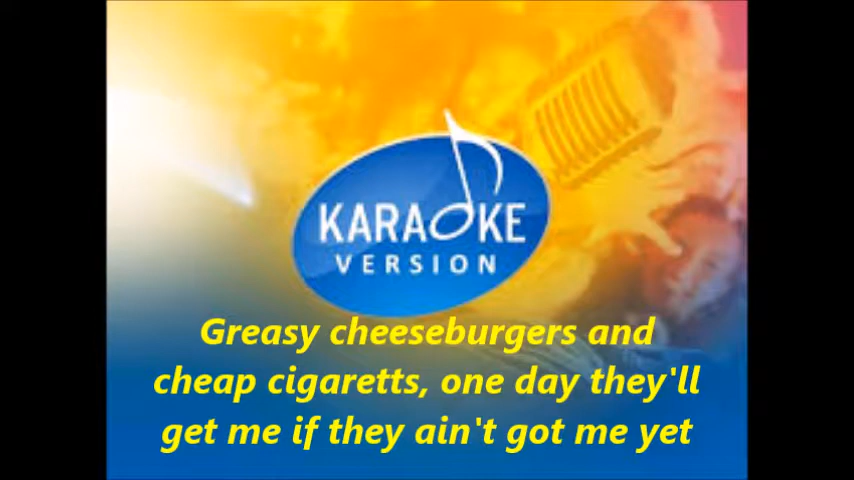 KARAOKE
VERSION
Greasy cheeseburgers and
cheap cigaretts, one day they'll
get me if they ain't got me yet